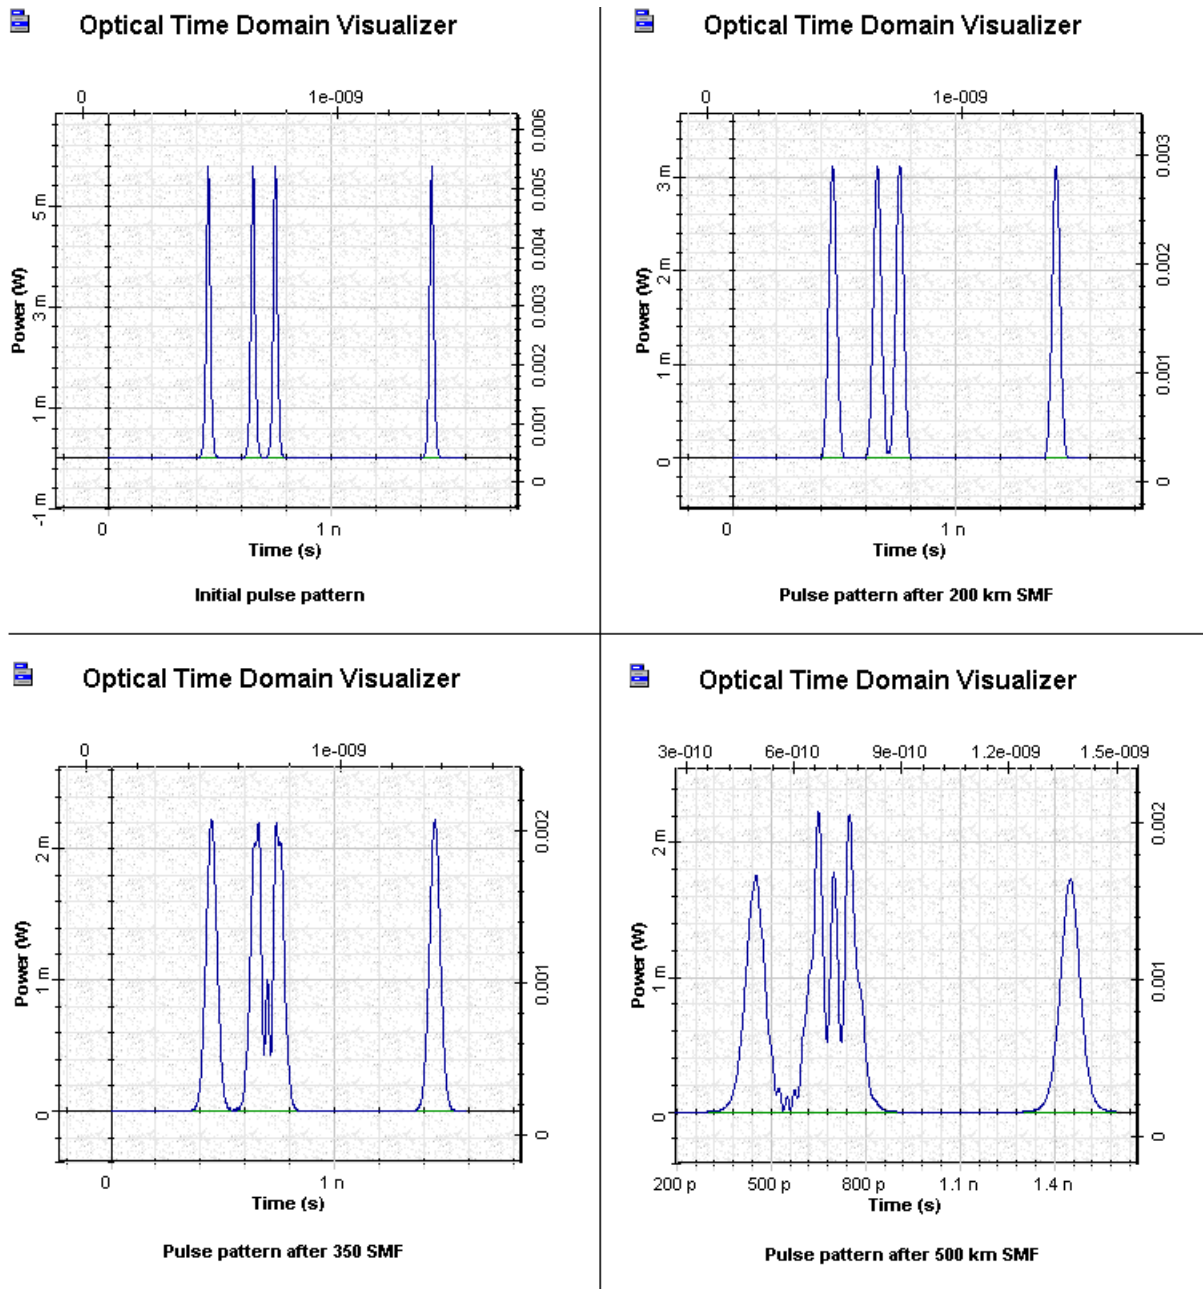 Optical Time Domain Visualizer
0 1e-009
Power (W)
-1 m 1 m 3 m 5 m
0 0.001 0.002 0.003 0.004 0.005 0.006
0 1 n
Time (s)
Initial pulse pattern
Optical Time Domain Visualizer
0 1e-009
Power (W)
0 1 m 2 m 3 m
0 0.001 0.002 0.003
0 1 n
Time (s)
Pulse pattern after 200 km SMF
Optical Time Domain Visualizer
0 1e-009
Power (W)
0 1 m 2 m
0 0.001 0.002
0 1 n
Time (s)
Pulse pattern after 350 SMF
Optical Time Domain Visualizer
3e-010 6e-010 9e-010 1.2e-009 1.5e-009
Power (W)
0 1 m 2 m
0 0.001 0.002
200 p 500 p 800 p 1.1 n 1.4 n
Time (s)
Pulse pattern after 500 km SMF